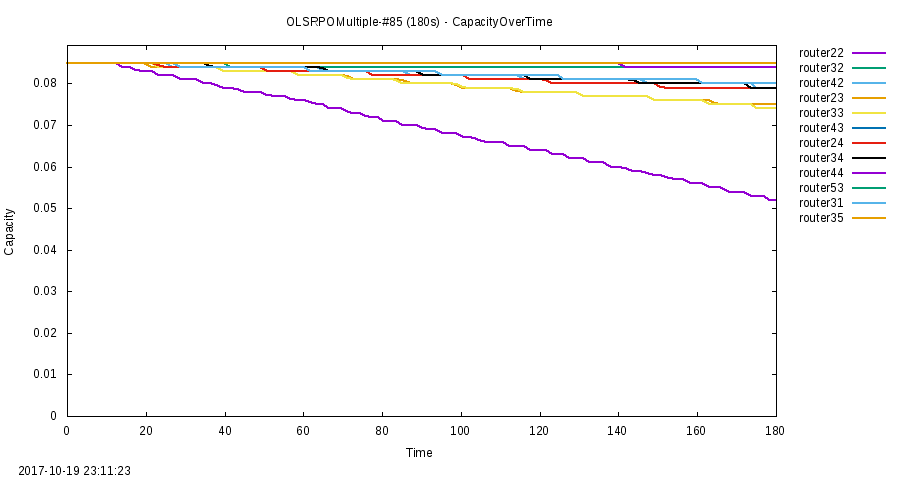 OLSRPOMultiple-#85 (180s) - CapacityOverTime
router22
router32
router42
router23
router33
router43
router24
router34
router44
router53
router31
router35
0.08
0.07
0.06
0.05
0.04
0.03
0.02
0.01
0
Capacity
0 20 40 60 80 100 120 140 160 180
Time
2017-10-19 23:11:23